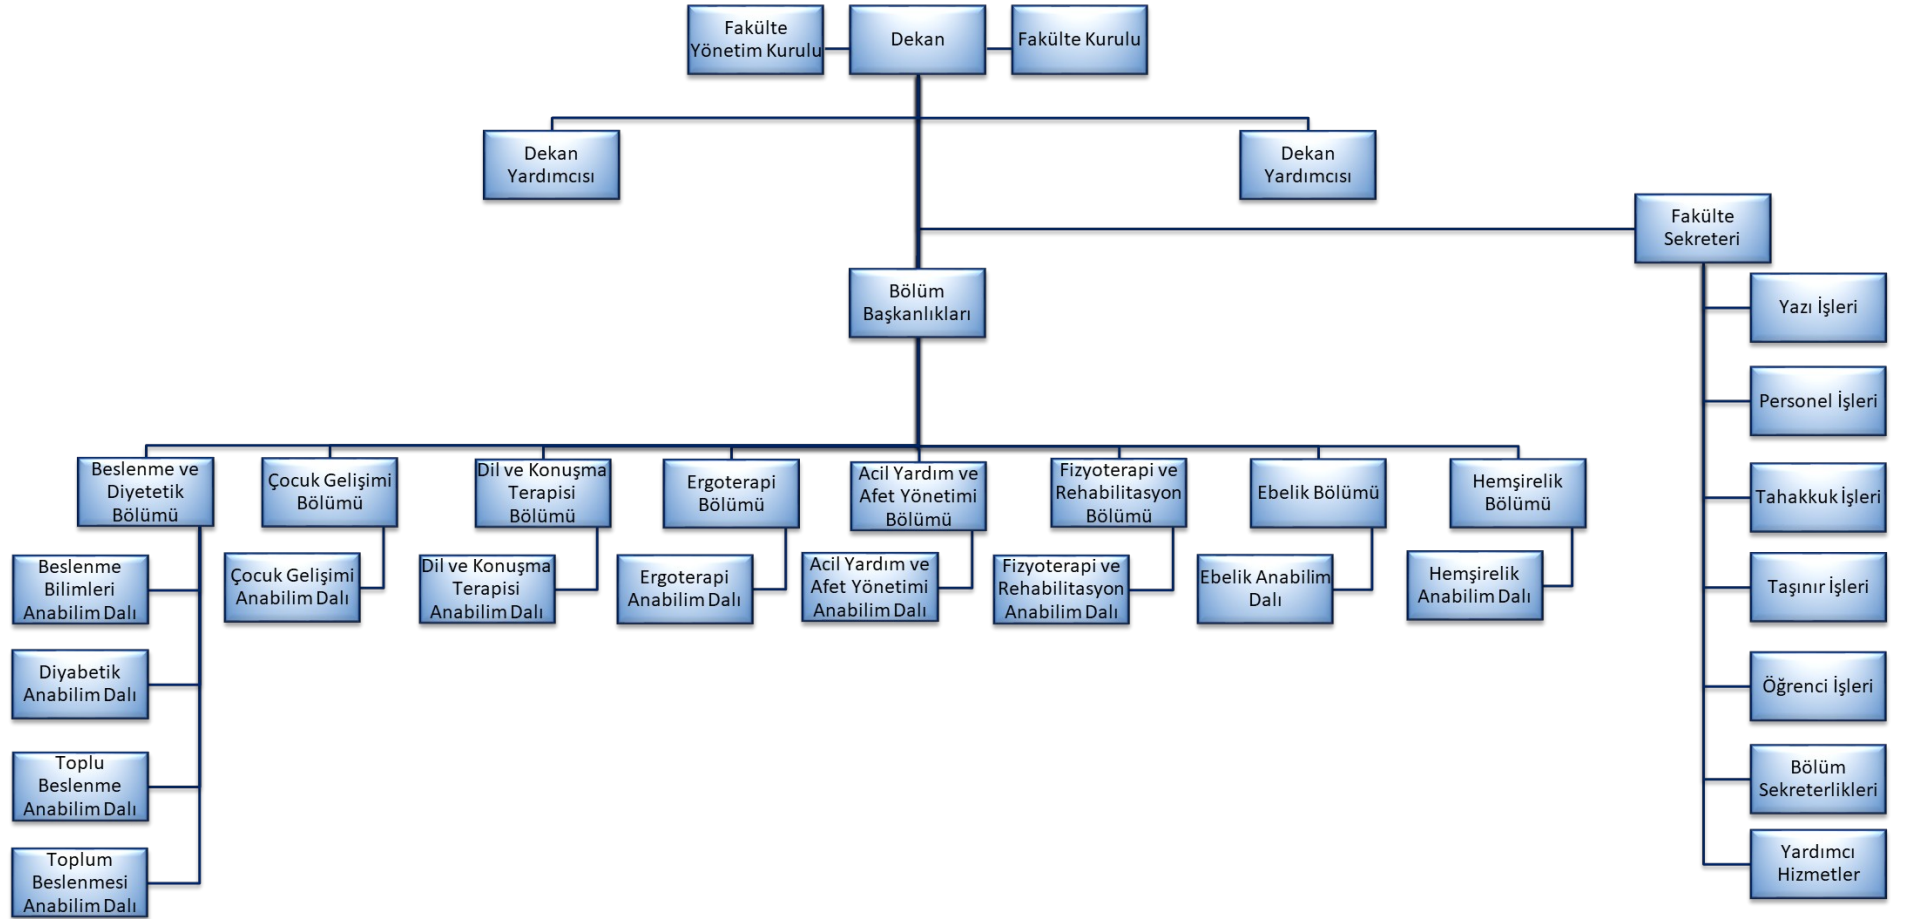 Fakülte
Yönetim Kurulu
Dekan
Fakülte Kurulu
Dekan
Yardımcısı
Dekan
Yardımcısı
Fakülte
Sekreteri
Bölüm
Başkanlıkları
Yazı İşleri
Personel İşleri
Tahakkuk İşleri
Taşınır İşleri
Öğrenci İşleri
Bölüm
Sekreterlikleri
Yardımcı
Hizmetler
Beslenme ve
Diyetetik
Bölümü
Çocuk Gelişimi
Bölümü
Dil ve Konuşma
Terapisi
Bölümü
Ergoterapi
Bölümü
Acil Yardım ve
Afet Yönetimi
Bölümü
Fizyoterapi ve
Rehabilitasyon
Bölümü
Ebelik Bölümü
Hemşirelik
Bölümü
Beslenme
Bilimleri
Anabilim Dalı
Diyabetik
Anabilim Dalı
Toplu
Beslenme
Anabilim Dalı
Toplum
Beslenmesi
Anabilim Dalı
Çocuk Gelişimi
Anabilim Dalı
Dil ve Konuşma
Terapisi
Anabilim Dalı
Ergoterapi
Anabilim Dalı
Acil Yardım ve
Afet Yönetimi
Anabilim Dalı
Fizyoterapi ve
Rehabilitasyon
Anabilim Dalı
Ebelik Anabilim
Dalı
Hemşirelik
Anabilim Dalı